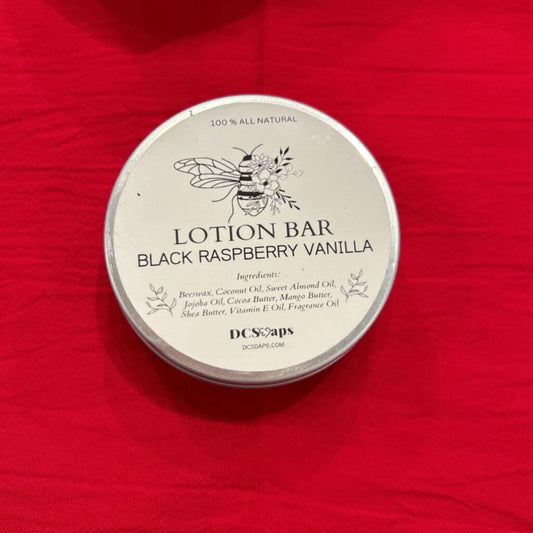 100 % ALL NATURAL
LOTION BAR
BLACK RASPBERRY VANILLA
Ingredients:
Beeswax, Coconut Oil, Sweet Almond Oil,
Jojoba Oil, Cocoa Butter, Mango Butter,
Shea Butter, Vitamin E Oil, Fragrance Oil
DCSoaps
DCSOAPS.COM